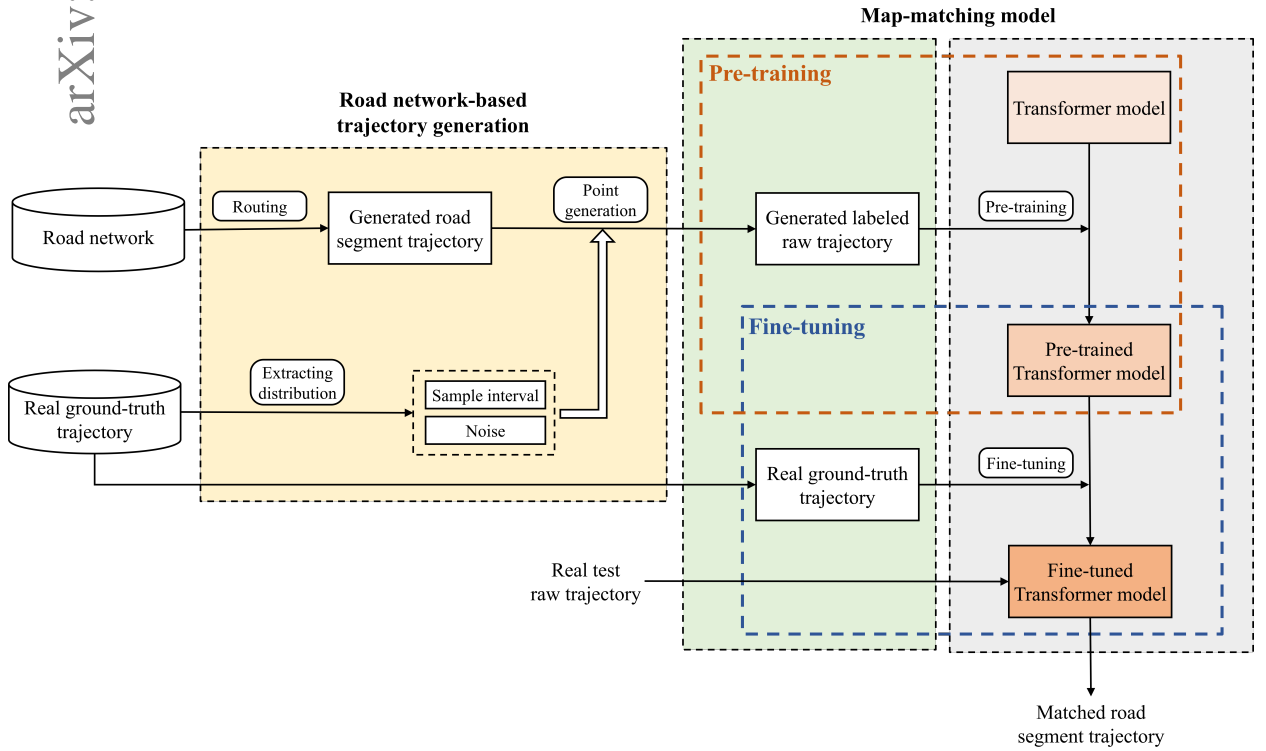 arXiv
Map-matching model
Road network-based
trajectory generation
Pre-training
Transformer model
Road network
Routing
Generated road
segment trajectory
Point
generation
Generated labeled
raw trajectory
Pre-training
Fine-tuning
Pre-trained
Transformer model
Real ground-truth
trajectory
Extracting
distribution
Sample interval
Noise
Real ground-truth
trajectory
Fine-tuning
Real test
raw trajectory
Fine-tuned
Transformer model
Matched road
segment trajectory